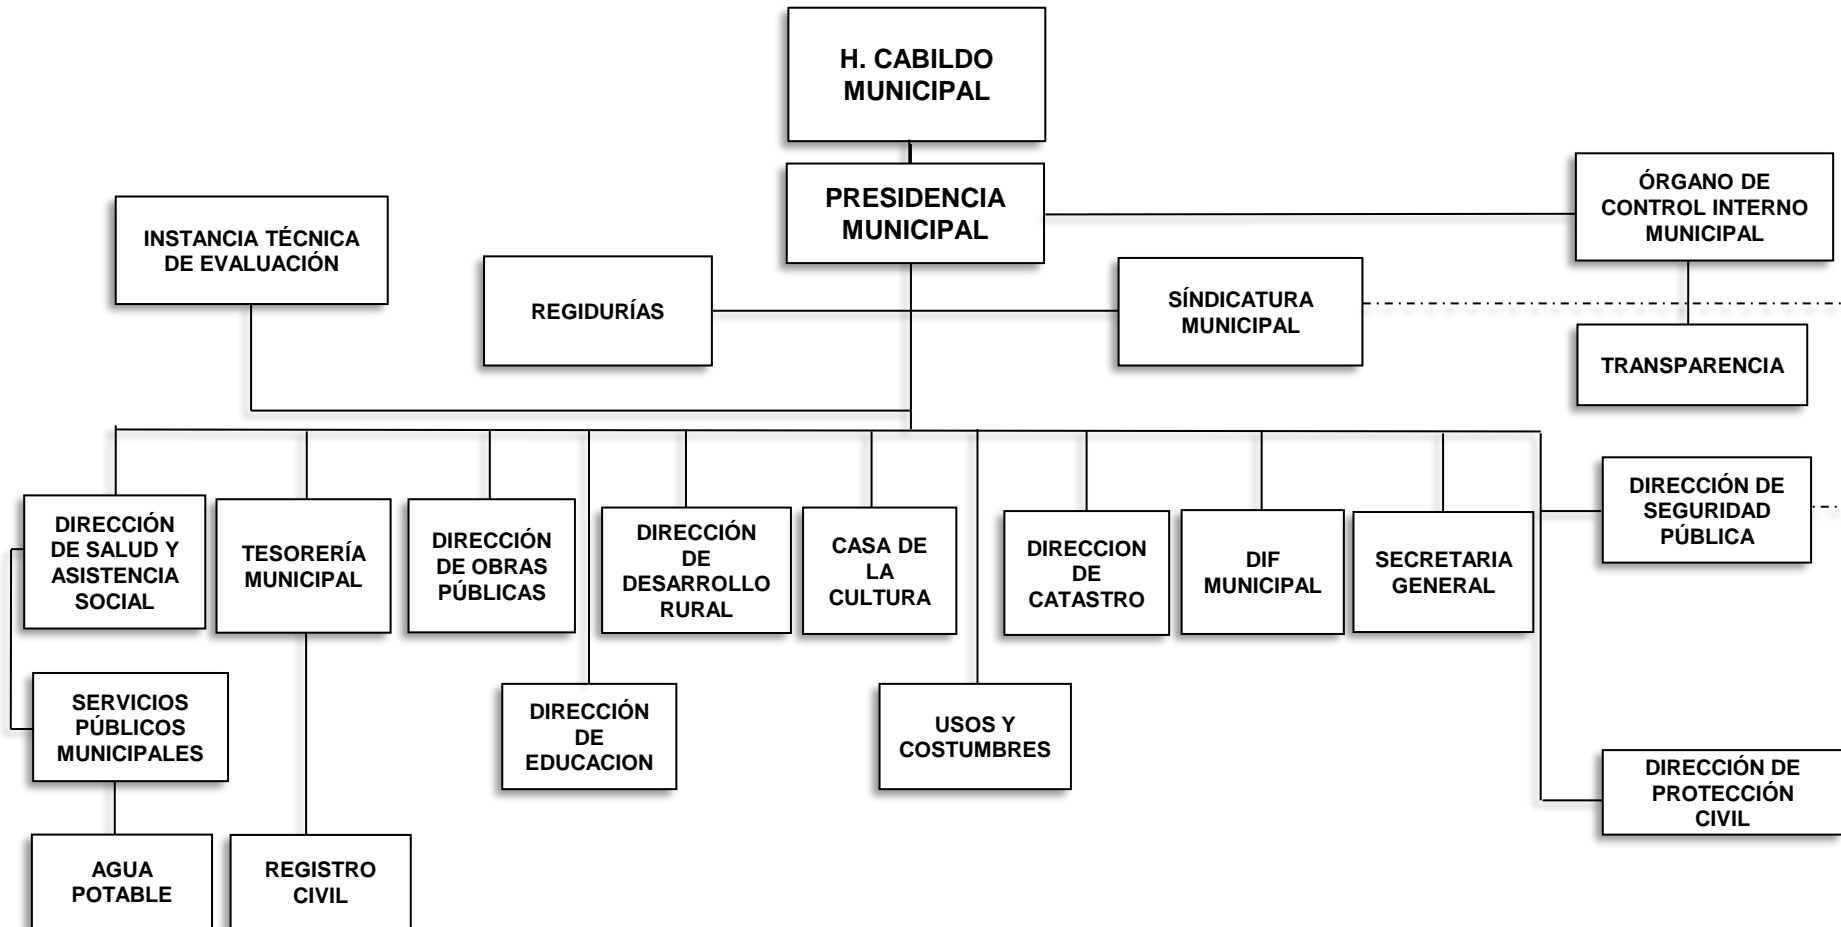 H. CABILDO
MUNICIPAL
PRESIDENCIA
MUNICIPAL
ÓRGANO DE
CONTROL INTERNO
MUNICIPAL
INSTANCIA TÉCNICA
DE EVALUACIÓN
REGIDURÍAS
SÍNDICATURA
MUNICIPAL
TRANSPARENCIA
DIRECCIÓN
DE SALUD Y
ASISTENCIA
SOCIAL
TESORERÍA
MUNICIPAL
DIRECCIÓN
DE OBRAS
PÚBLICAS
DIRECCIÓN
DE
DESARROLLO
RURAL
CASA DE
LA
CULTURA
DIRECCION
DE
CATASTRO
DIF
MUNICIPAL
SECRETARIA
GENERAL
DIRECCIÓN DE
SEGURIDAD
PÚBLICA
SERVICIOS
PÚBLICOS
MUNICIPALES
DIRECCIÓN
DE
EDUCACION
USOS Y
COSTUMBRES
DIRECCIÓN DE
PROTECCIÓN
CIVIL
AGUA
POTABLE
REGISTRO
CIVIL